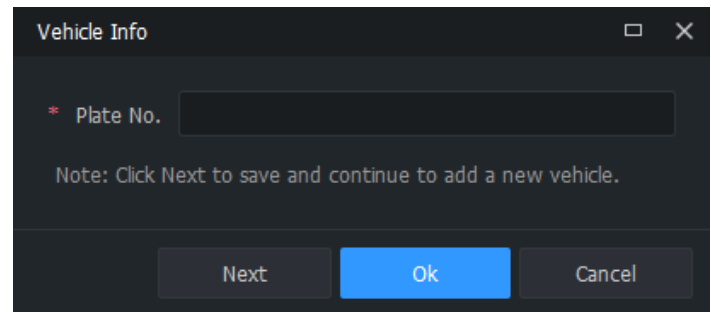 Vehicle Info
* Plate No.
Note: Click Next to save and continue to add a new vehicle.
Next Ok Cancel